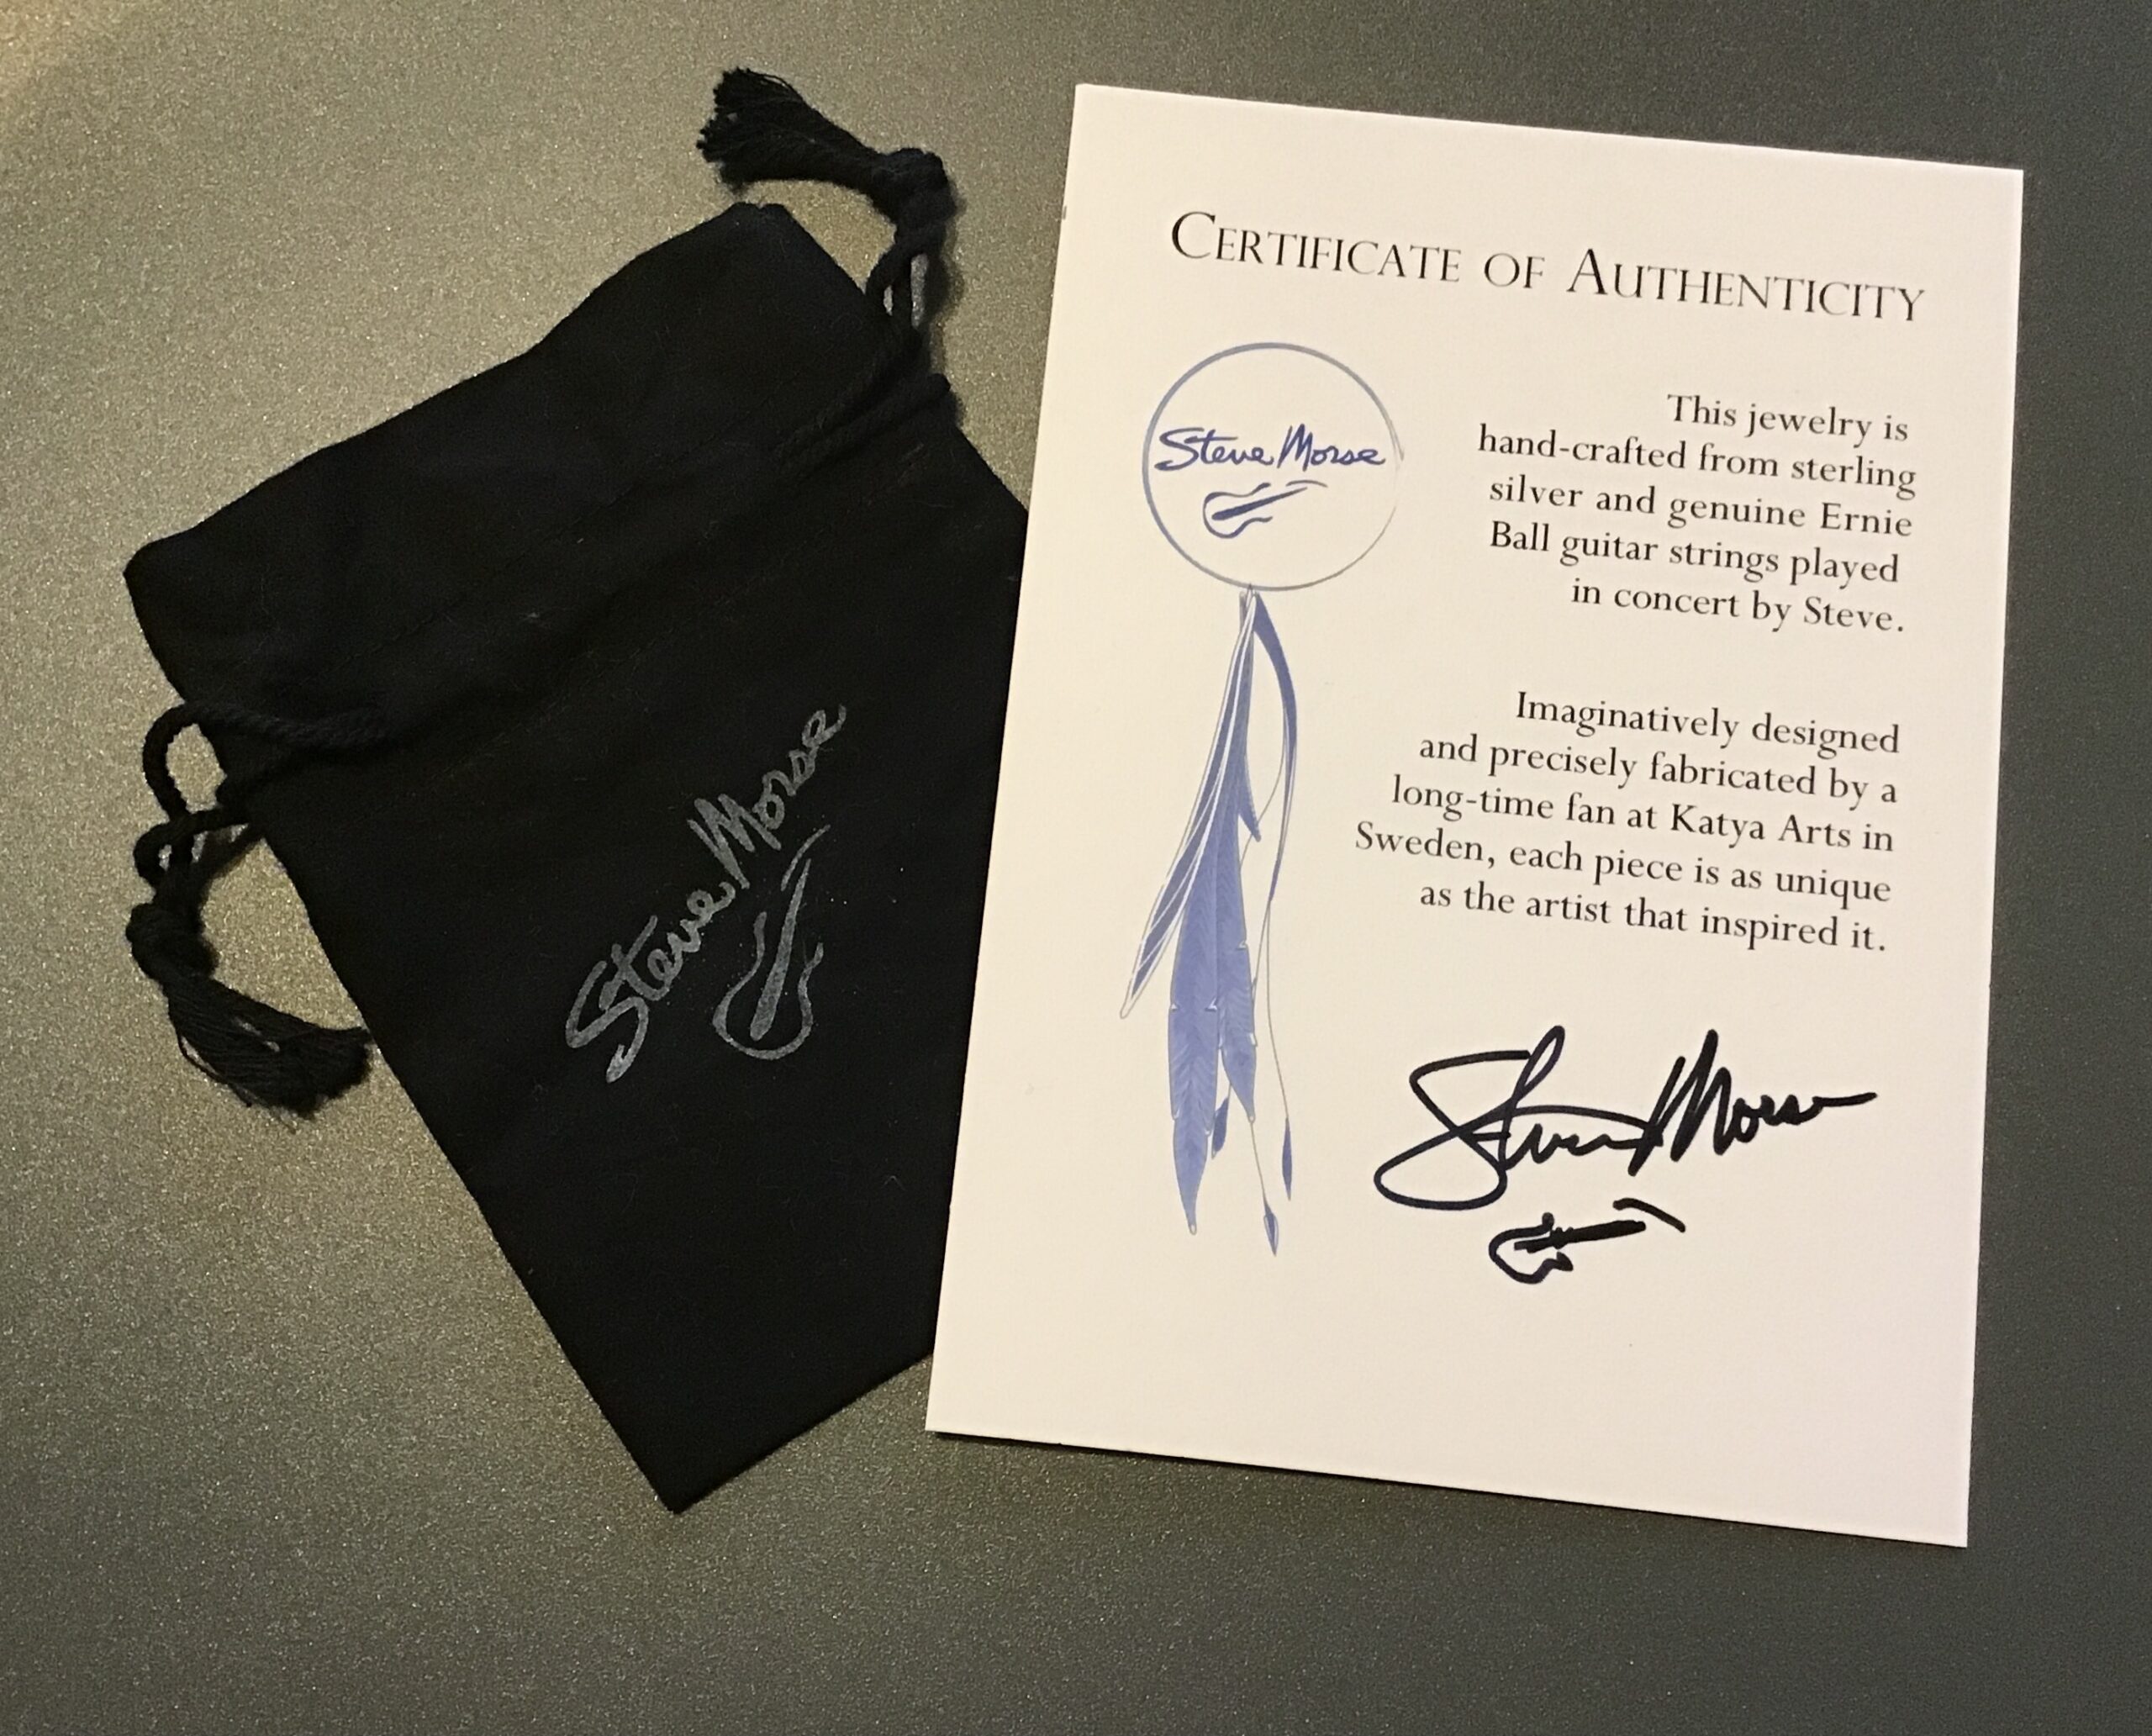 Steve Morse
CERTIFICATE OF AUTHENTICITY
Steve Morse
This jewelry is
hand-crafted from sterling
silver and genuine Ernie
Ball guitar strings played
in concert by Steve.
Imaginatively designed
and precisely fabricated by a
long-time fan at Katya Arts in
Sweden, each piece is as unique
as the artist that inspired it.
Steve Morse